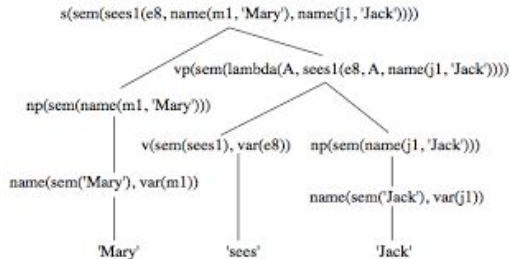 s(sem(sees1(e8, name(m1, 'Mary'), name(j1, 'Jack'))))
vp(sem(lambda(A, sees1(e8, A, name(j1, 'Jack'))))
np(sem(name(m1, 'Mary')))
v(sem(sees1), var(e8))
np(sem(name(j1, 'Jack')))
name(sem('Mary'), var(m1))
name(sem('Jack'), var(j1))
'Mary'
'sees'
'Jack'